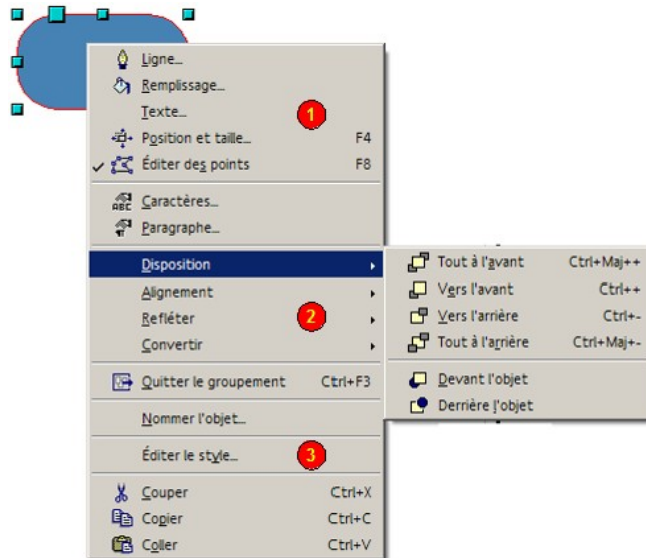 Ligne...
Remplissage...
Texte...
1
Position et taille... F4
Éditer des points F8
ABC Caractères...
Paragraphe...
Disposition
Alignement
2
Refléter
Convertir
Quitter le groupement Ctrl+F3
Nommer l'objet...
Éditer le style...
3
Couper Ctrl+X
Copier Ctrl+C
Coller Ctrl+V
Tout à l'avant Ctrl+Maj++
Vers l'avant Ctrl++
Vers l'arrière Ctrl+-
Tout à l'arrière Ctrl+Maj+-
Devant l'objet
Derrière l'objet